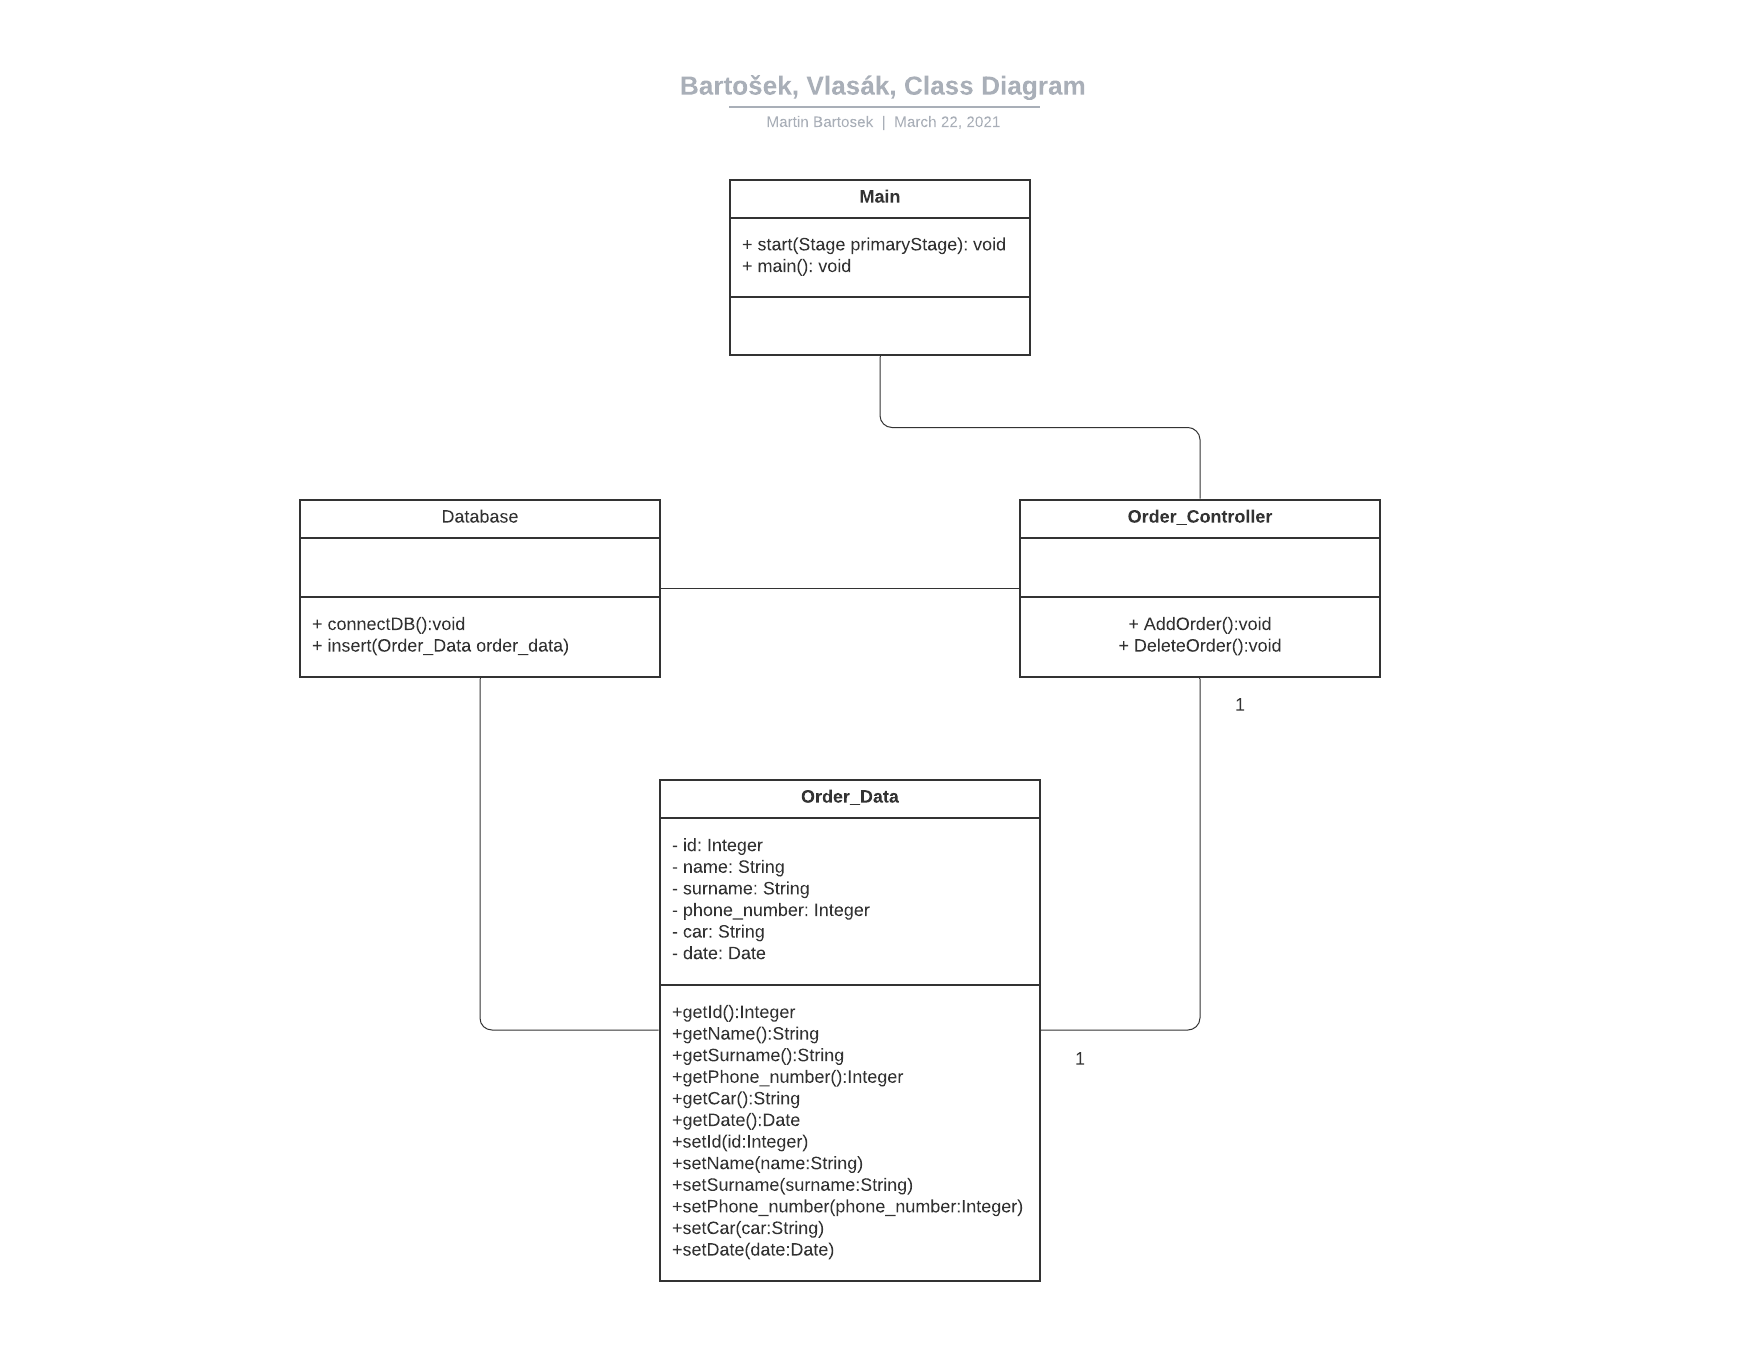 Bartošek, Vlasák, Class Diagram
Martin Bartosek | March 22, 2021
Main
+ start(Stage primaryStage): void
+ main(): void
Database
+ connectDB():void
+ insert(Order_Data order_data)
Order_Controller
+ AddOrder():void
+ DeleteOrder():void
1
Order_Data
- id: Integer
- name: String
- surname: String
- phone_number: Integer
- car: String
- date: Date
+getId():Integer
+getName():String
+getSurname():String
+getPhone_number():Integer
+getCar():String
+getDate():Date
+setId(id:Integer)
+setName(name:String)
+setSurname(surname:String)
+setPhone_number(phone_number:Integer)
+setCar(car:String)
+setDate(date:Date)
1